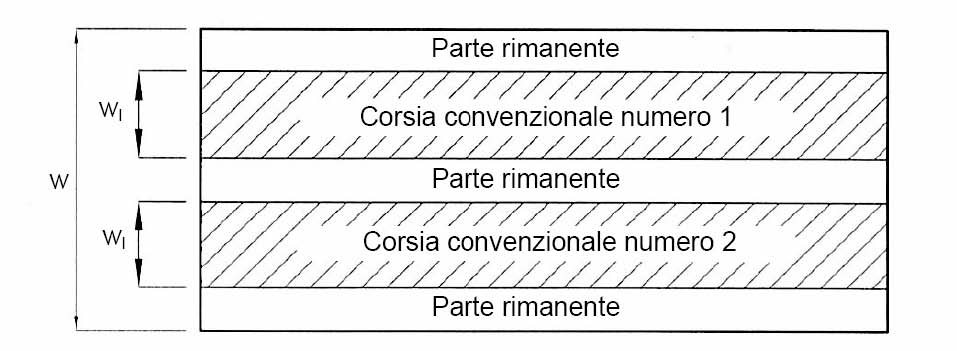 Parte rimanente
Wl
Corsia convenzionale numero 1
W
Parte rimanente
Wl
Corsia convenzionale numero 2
Parte rimanente